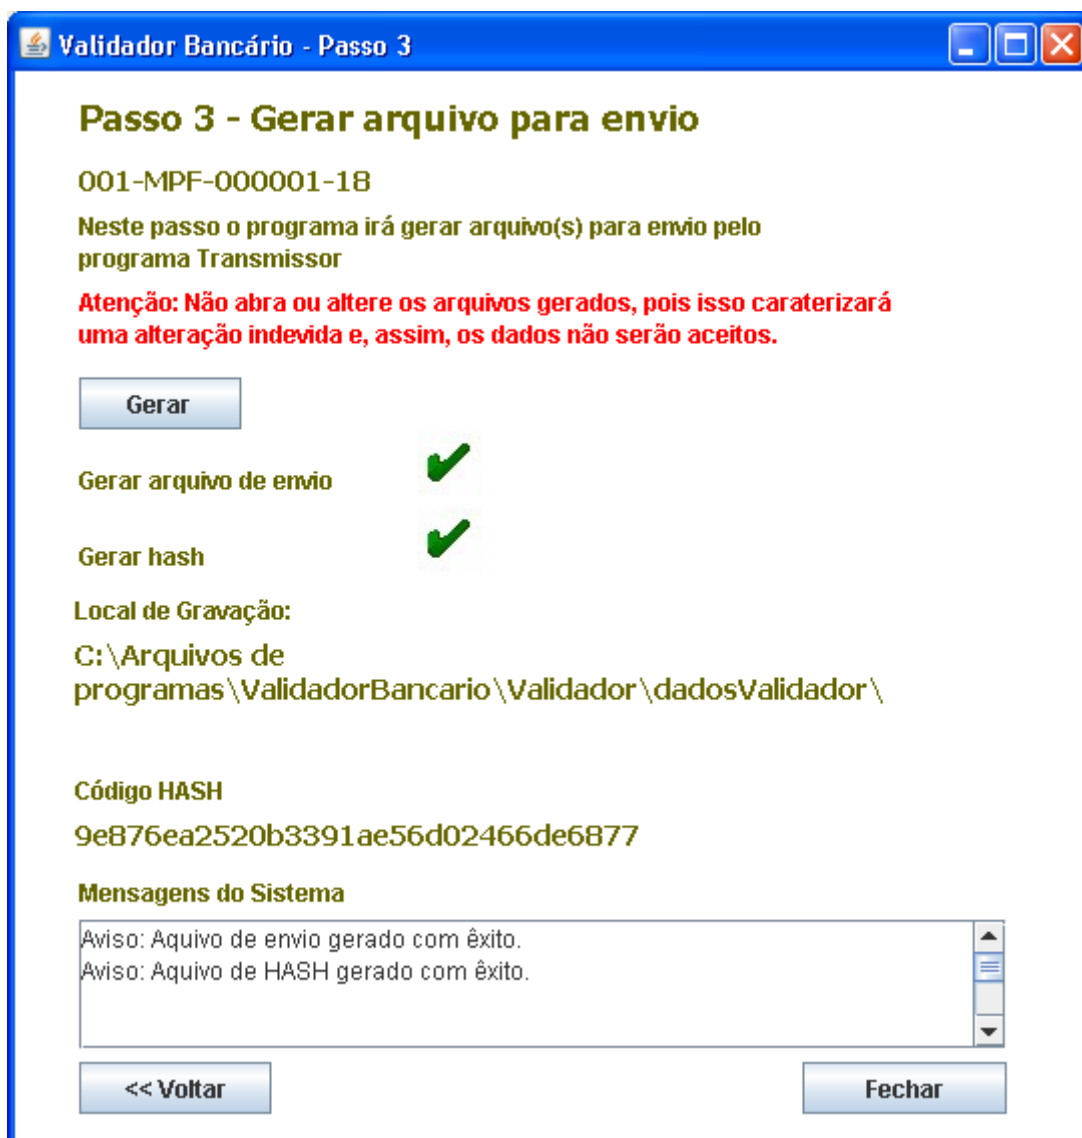 Validador Bancário - Passo 3
Passo 3 - Gerar arquivo para envio
001-MPF-000001-18
Neste passo o programa irá gerar arquivo(s) para envio pelo
programa Transmissor
Atenção: Não abra ou altere os arquivos gerados, pois isso caraterizará
uma alteração indevida e, assim, os dados não serão aceitos.
Gerar
Gerar arquivo de envio
Gerar hash
Local de Gravação:
C:\Arquivos de
programas\ValidadorBancario\Validador\dadosValidador\
Código HASH
9e876ea2520b3391ae56d02466de6877
Mensagens do Sistema
Aviso: Aquivo de envio gerado com êxito.
Aviso: Aquivo de HASH gerado com êxito.
<< Voltar
Fechar